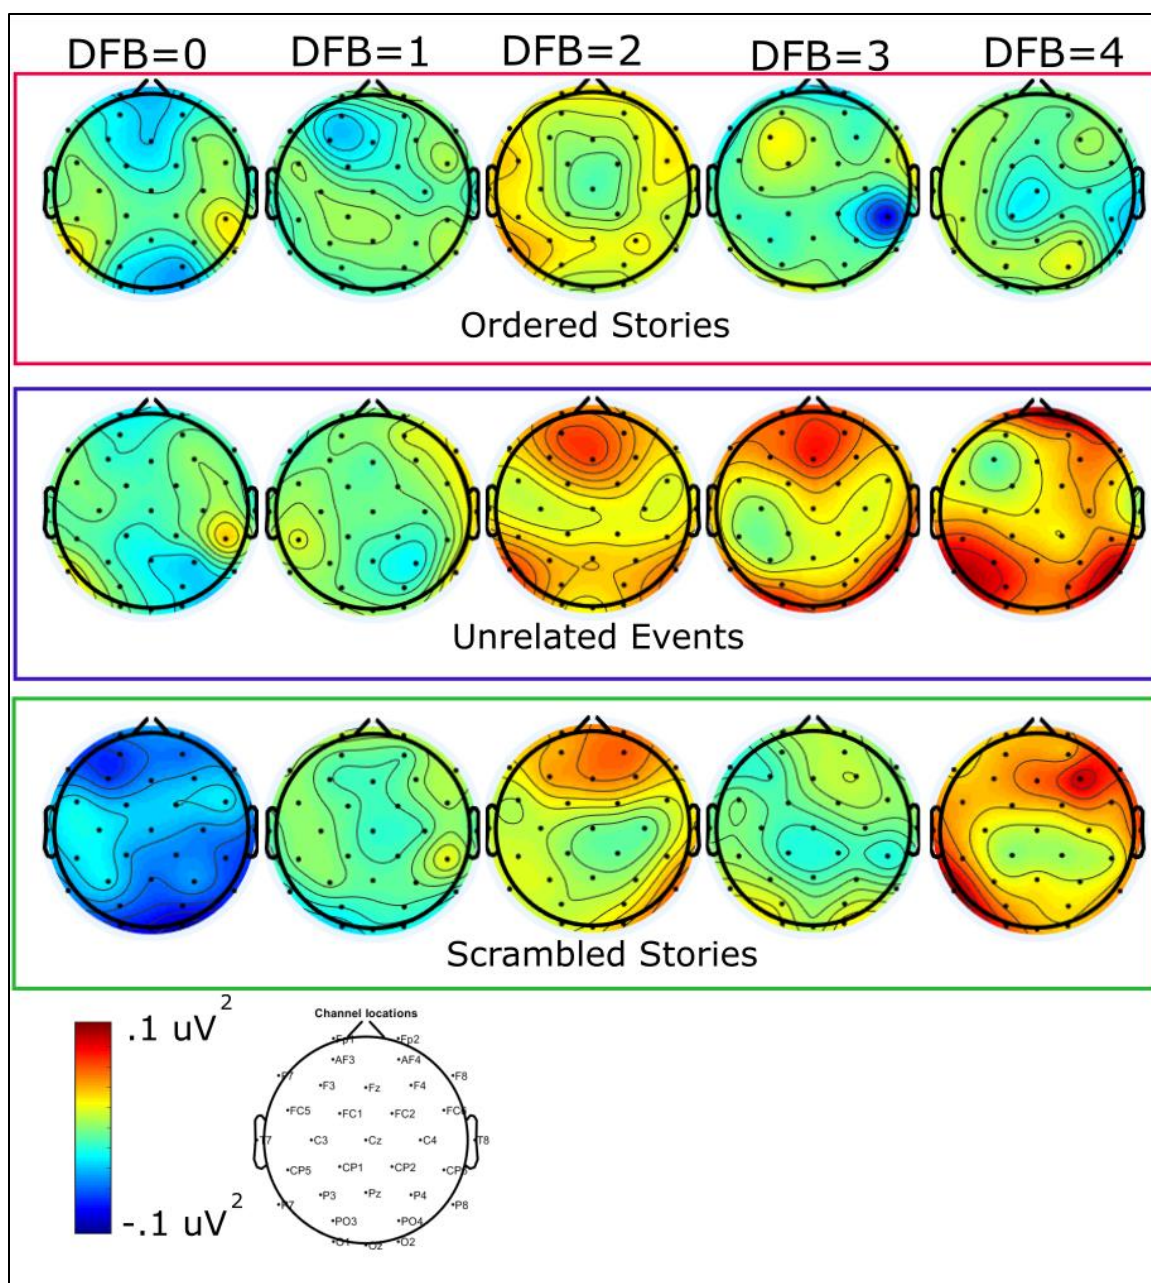 DFB=0 DFB=1 DFB=2 DFB=3 DFB=4
Ordered Stories
Unrelated Events
Scrambled Stories
.1 uV²
-.1 uV²
Channel locations
Fp1 Fp2
AF3 AF4
F7 F8
F3 Fz F4
FC5 FC1 FC2 FC6
T7 C3 Cz C4 T8
CP5 CP1 CP2 CP6
P3 Pz P4
P7 P8
PO3 PO4
O1 Oz O2